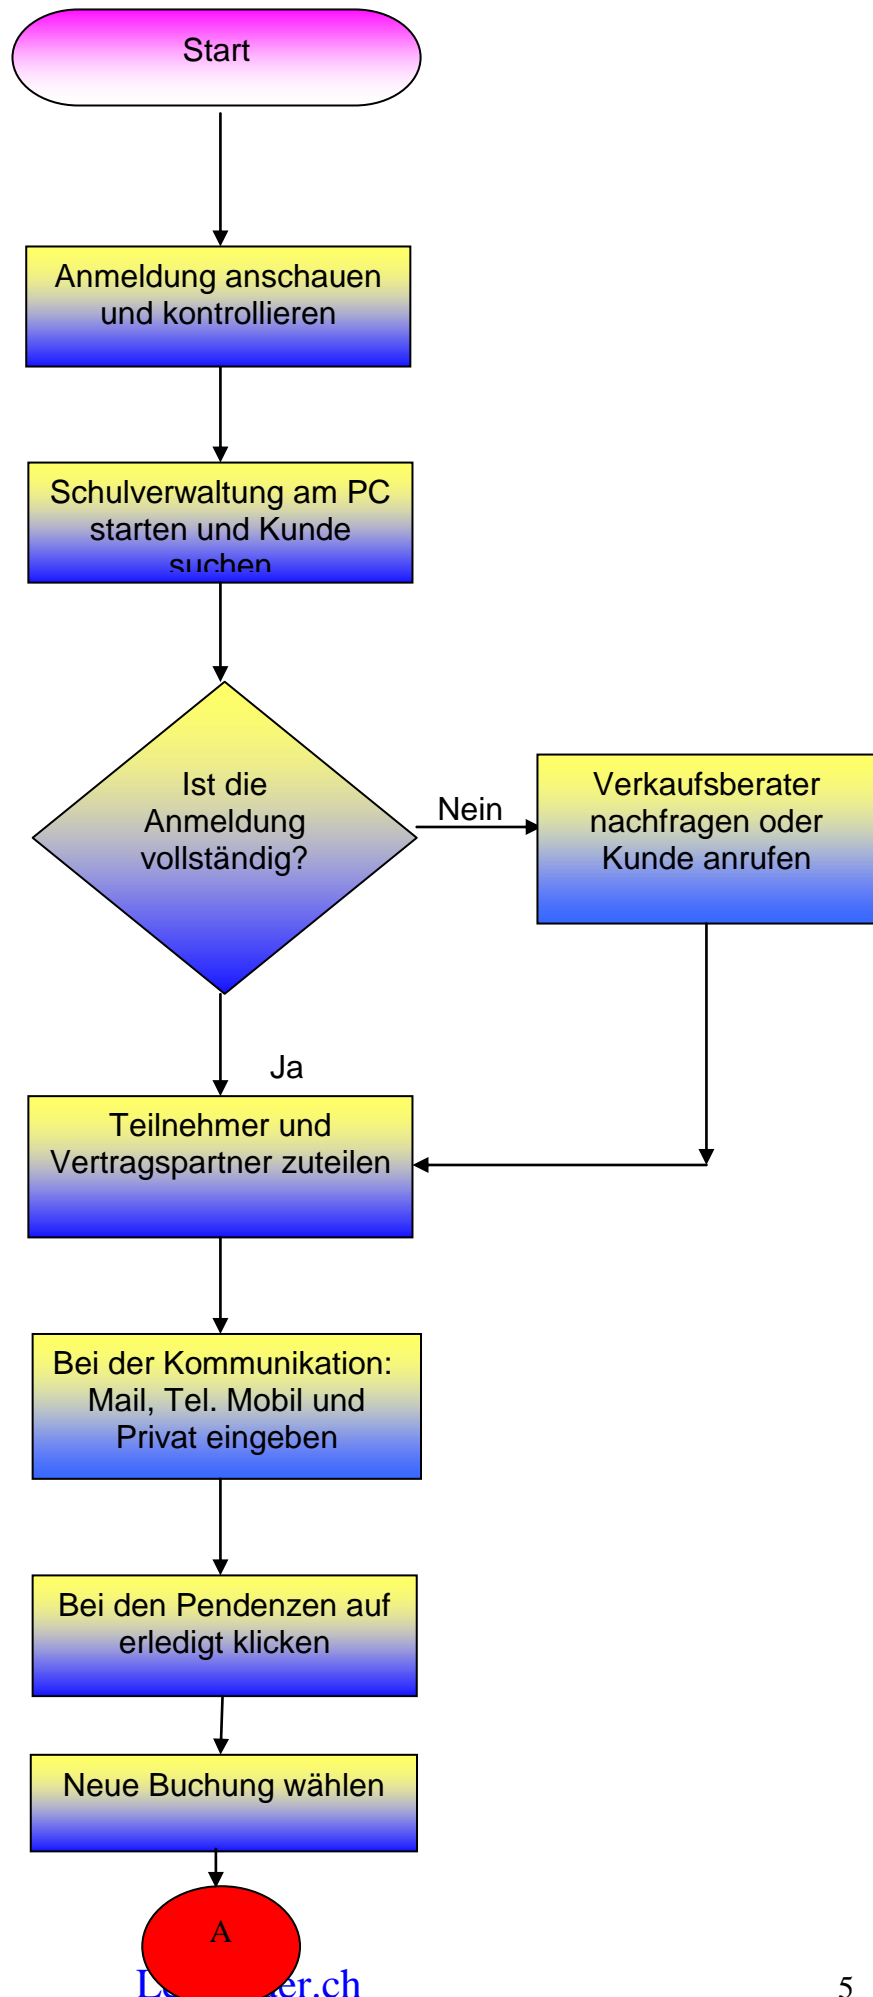 Start
Anmeldung anschauen
und kontrollieren
Schulverwaltung am PC
starten und Kunde
suchen
Ist die
Anmeldung
vollständig?
Nein
Verkaufsberater
nachfragen oder
Kunde anrufen
Ja
Teilnehmer und
Vertragspartner zuteilen
Bei der Kommunikation:
Mail, Tel. Mobil und
Privat eingeben
Bei den Pendenzen auf
erledigt klicken
Neue Buchung wählen
A
5